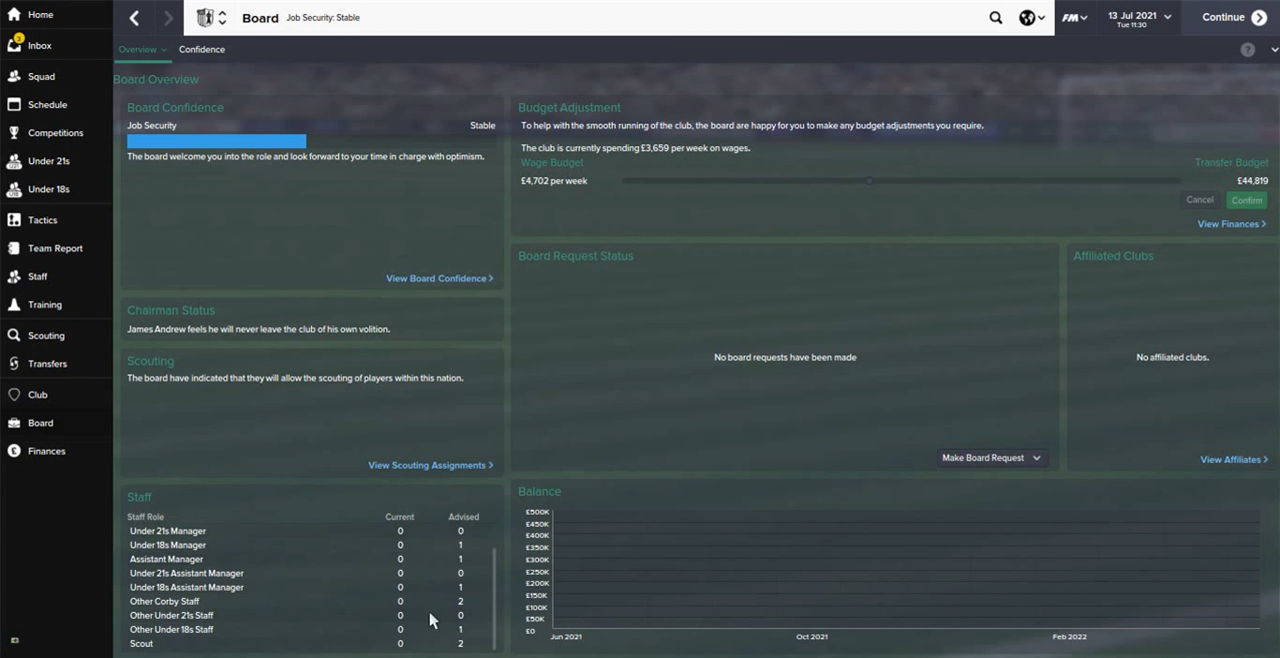 Home
3
Inbox
Squad
Schedule
Competitions
Under 21s
Under 18s
Tactics
Team Report
Staff
Training
Scouting
Transfers
Club
Board
Finances
Board Job Security: Stable
FM
13 Jul 2021
Tue 11:30
Continue
Overview
Confidence
?
Board Overview
Board Confidence
Job Security Stable
The board welcome you into the role and look forward to your time in charge with optimism.
View Board Confidence >
Chairman Status
James Andrew feels he will never leave the club of his own volition.
Scouting
The board have indicated that they will allow the scouting of players within this nation.
View Scouting Assignments >
Staff
Staff Role Current Advised
Under 21s Manager 0 0
Under 18s Manager 0 1
Assistant Manager 0 1
Under 21s Assistant Manager 0 0
Under 18s Assistant Manager 0 1
Other Corby Staff 0 2
Other Under 21s Staff 0 0
Other Under 18s Staff 0 1
Scout 0 2
Budget Adjustment
To help with the smooth running of the club, the board are happy for you to make any budget adjustments you require.
The club is currently spending £3,659 per week on wages.
Wage Budget Transfer Budget
£4,702 per week £44,819
Cancel Confirm
View Finances >
Board Request Status
No board requests have been made
Make Board Request
Affiliated Clubs
No affiliated clubs.
View Affiliates >
Balance
£500K
£450K
£400K
£350K
£300K
£250K
£200K
£150K
£100K
£50K
£0
Jun 2021 Oct 2021 Feb 2022